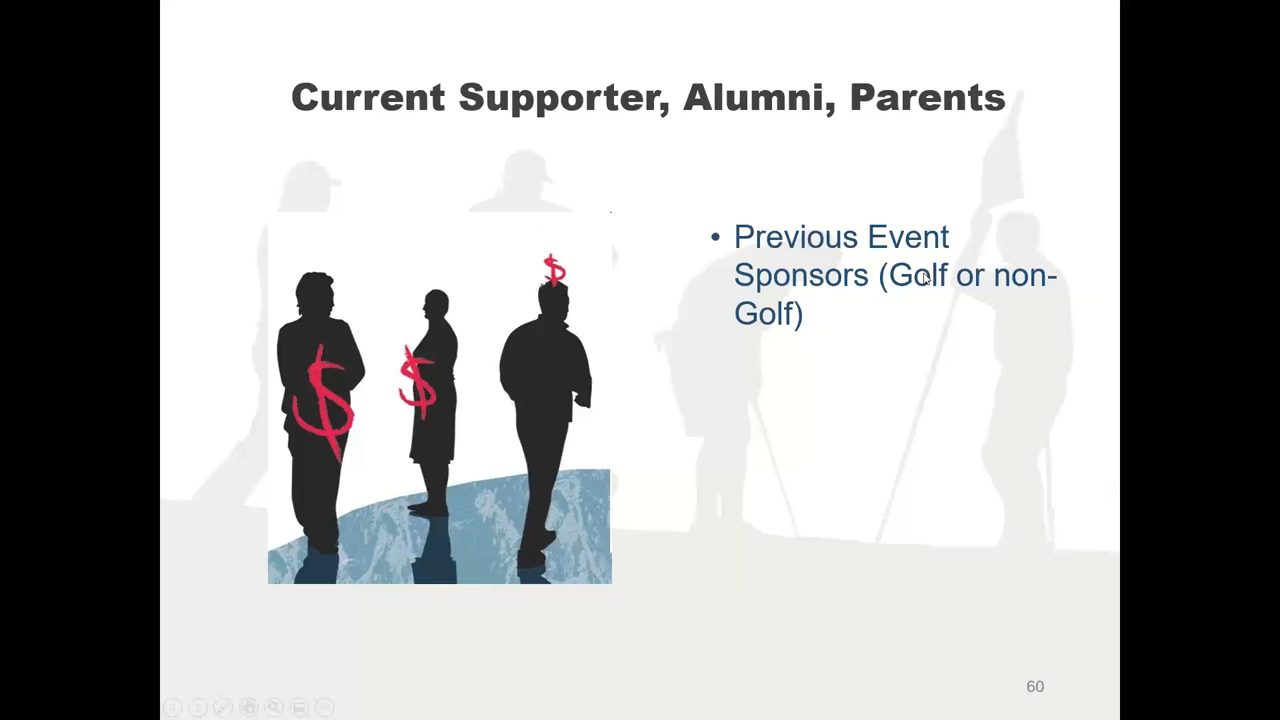 Current Supporter, Alumni, Parents
$
$
$
• Previous Event
Sponsors (Golf or non-
Golf)
60